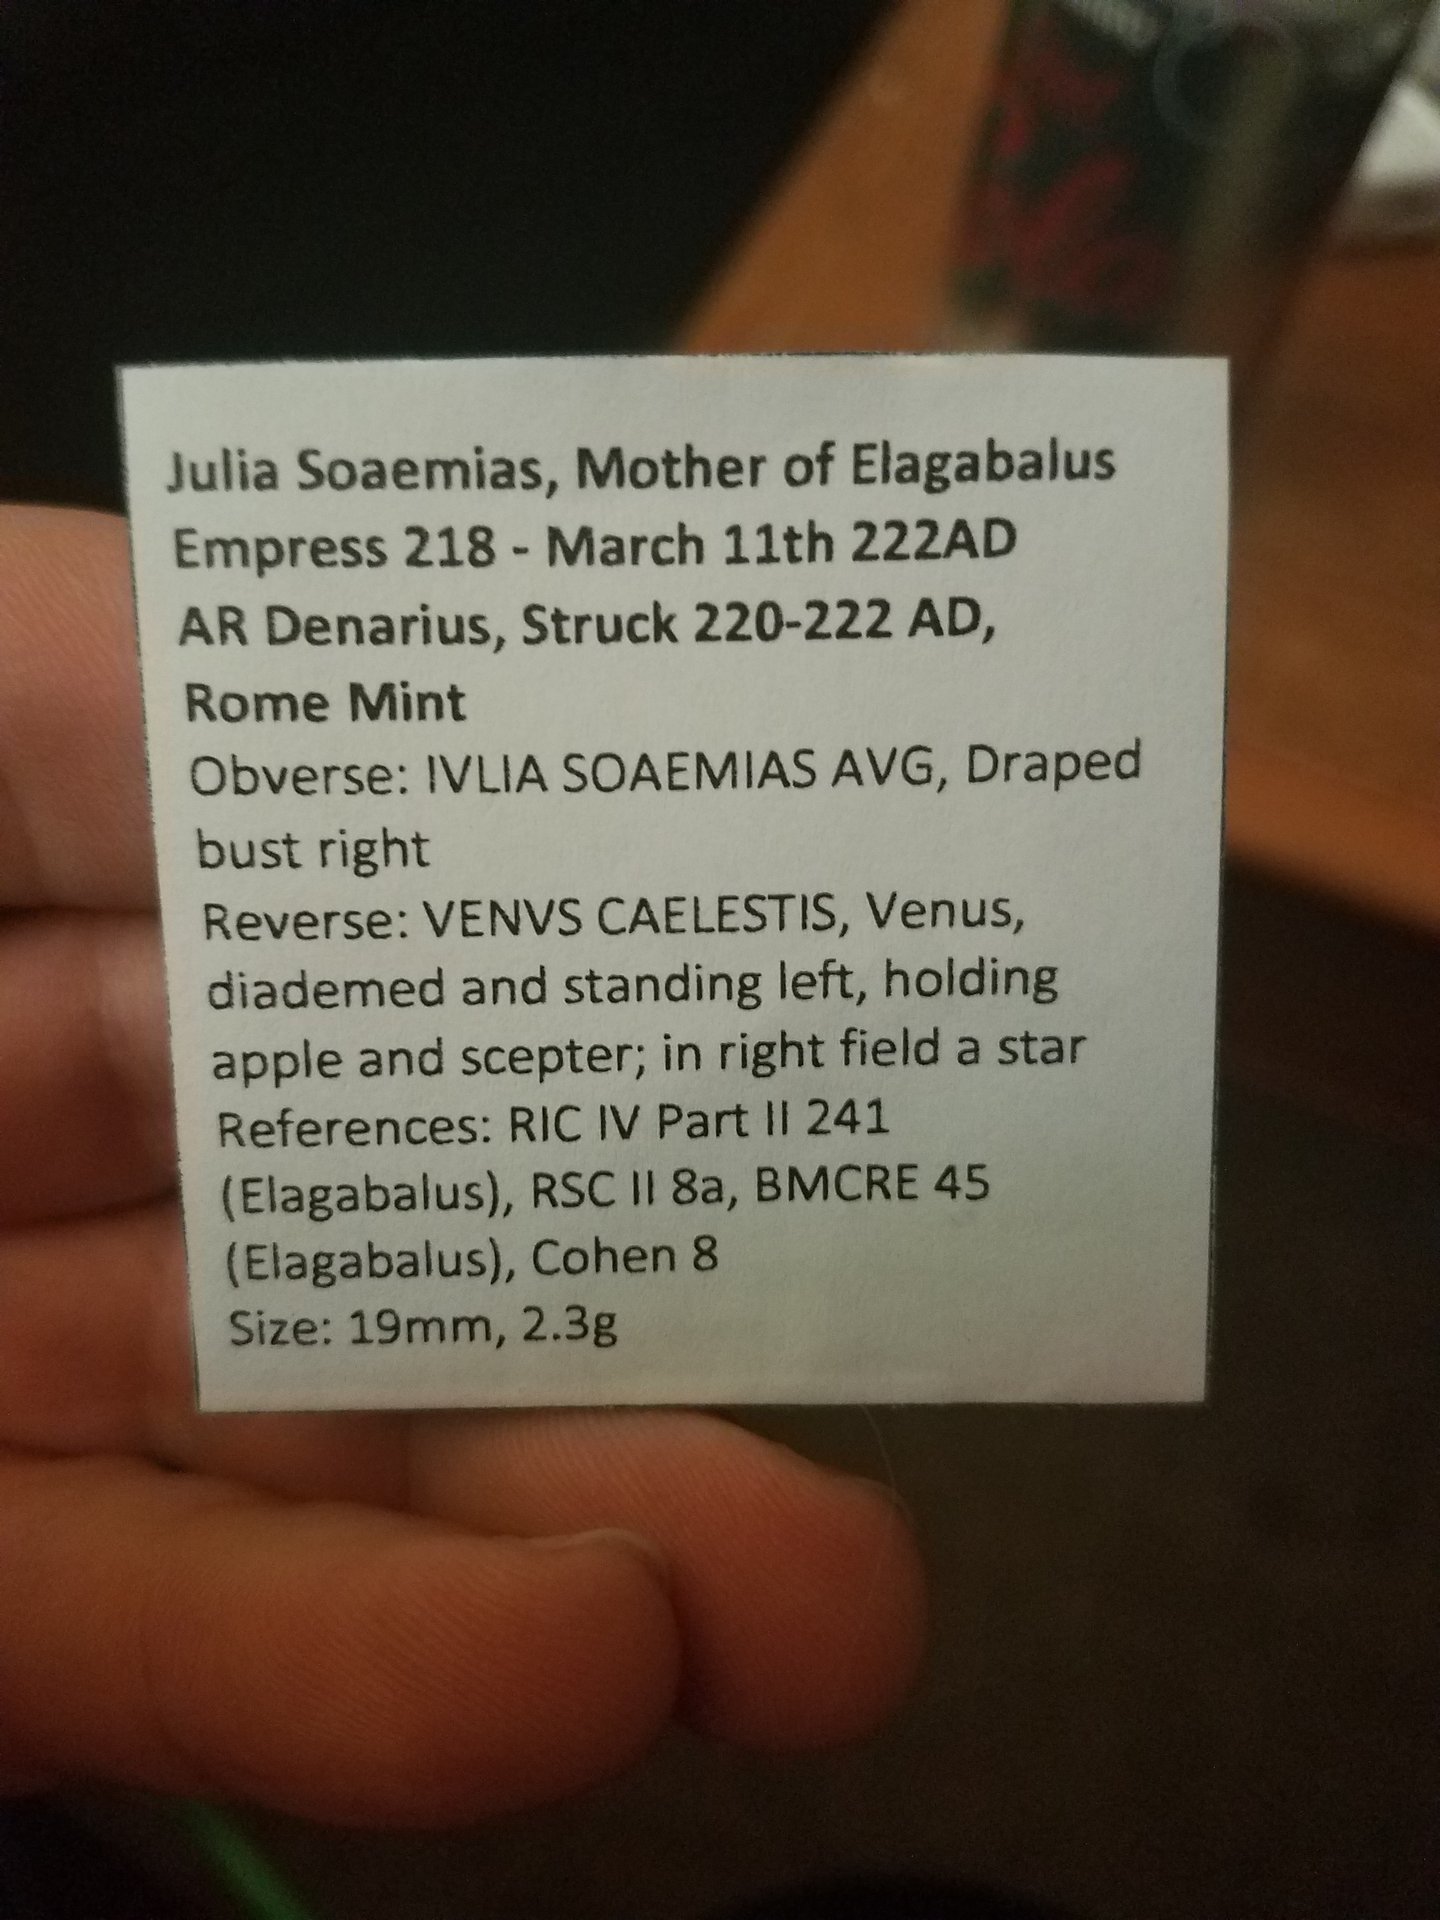 Julia Soaemias, Mother of Elagabalus
Empress 218 - March 11th 222AD
AR Denarius, Struck 220-222 AD,
Rome Mint
Obverse: IVLIA SOAEMIAS AVG, Draped
bust right
Reverse: VENVS CAELESTIS, Venus,
diademed and standing left, holding
apple and scepter; in right field a star
References: RIC IV Part II 241
(Elagabalus), RSC II 8a, BMCRE 45
(Elagabalus), Cohen 8
Size: 19mm, 2.3g